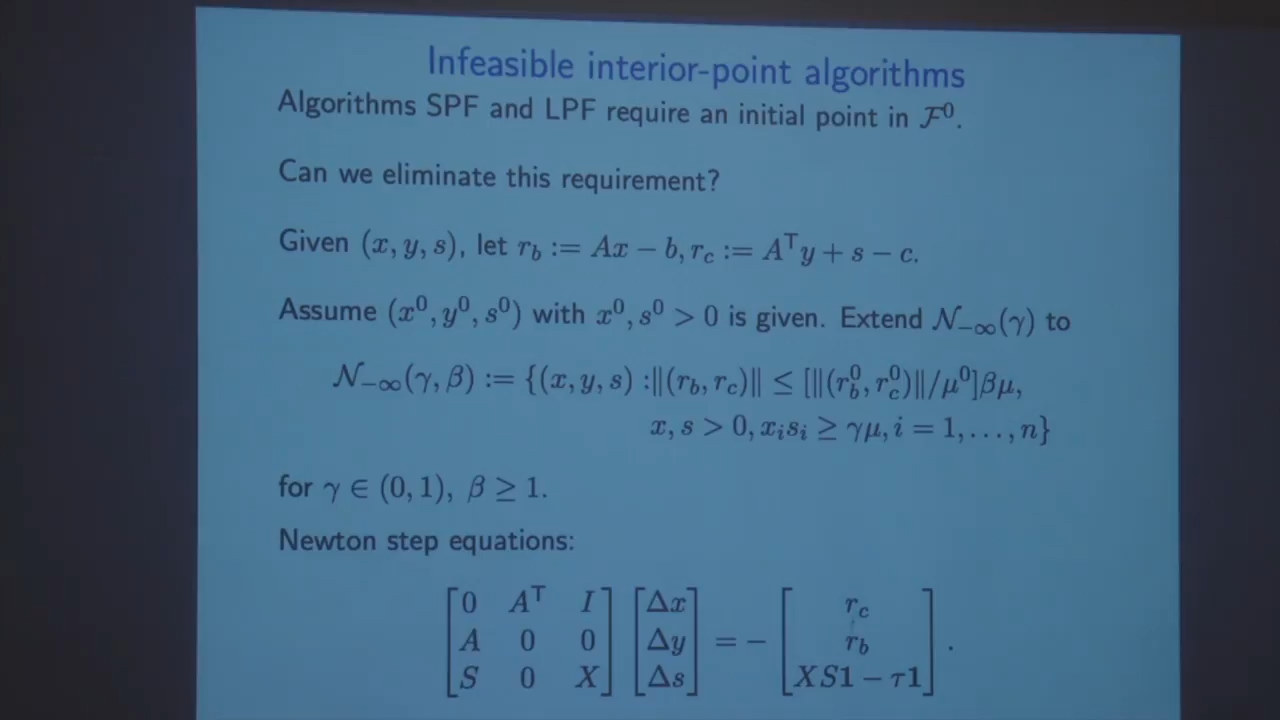 Infeasible interior-point algorithms
Algorithms SPF and LPF require an initial point in 𝓕⁰.
Can we eliminate this requirement?
Given (x, y, s), let r_b := Ax − b, r_c := Aᵀy + s − c.
Assume (x⁰, y⁰, s⁰) with x⁰, s⁰ > 0 is given. Extend 𝓝_−∞(γ) to
𝓝_−∞(γ, β) := {(x, y, s) :‖(r_b, r_c)‖ ≤ [‖(r_b⁰, r_c⁰)‖/μ⁰]βμ,
x, s > 0, x_i s_i ≥ γμ, i = 1, . . . , n}
for γ ∈ (0, 1), β ≥ 1.
Newton step equations:
[0 Aᵀ I] [Δx] [r_c]
[A 0 0] [Δy] = − [r_b] .
[S 0 X] [Δs] [XS1 − τ1]